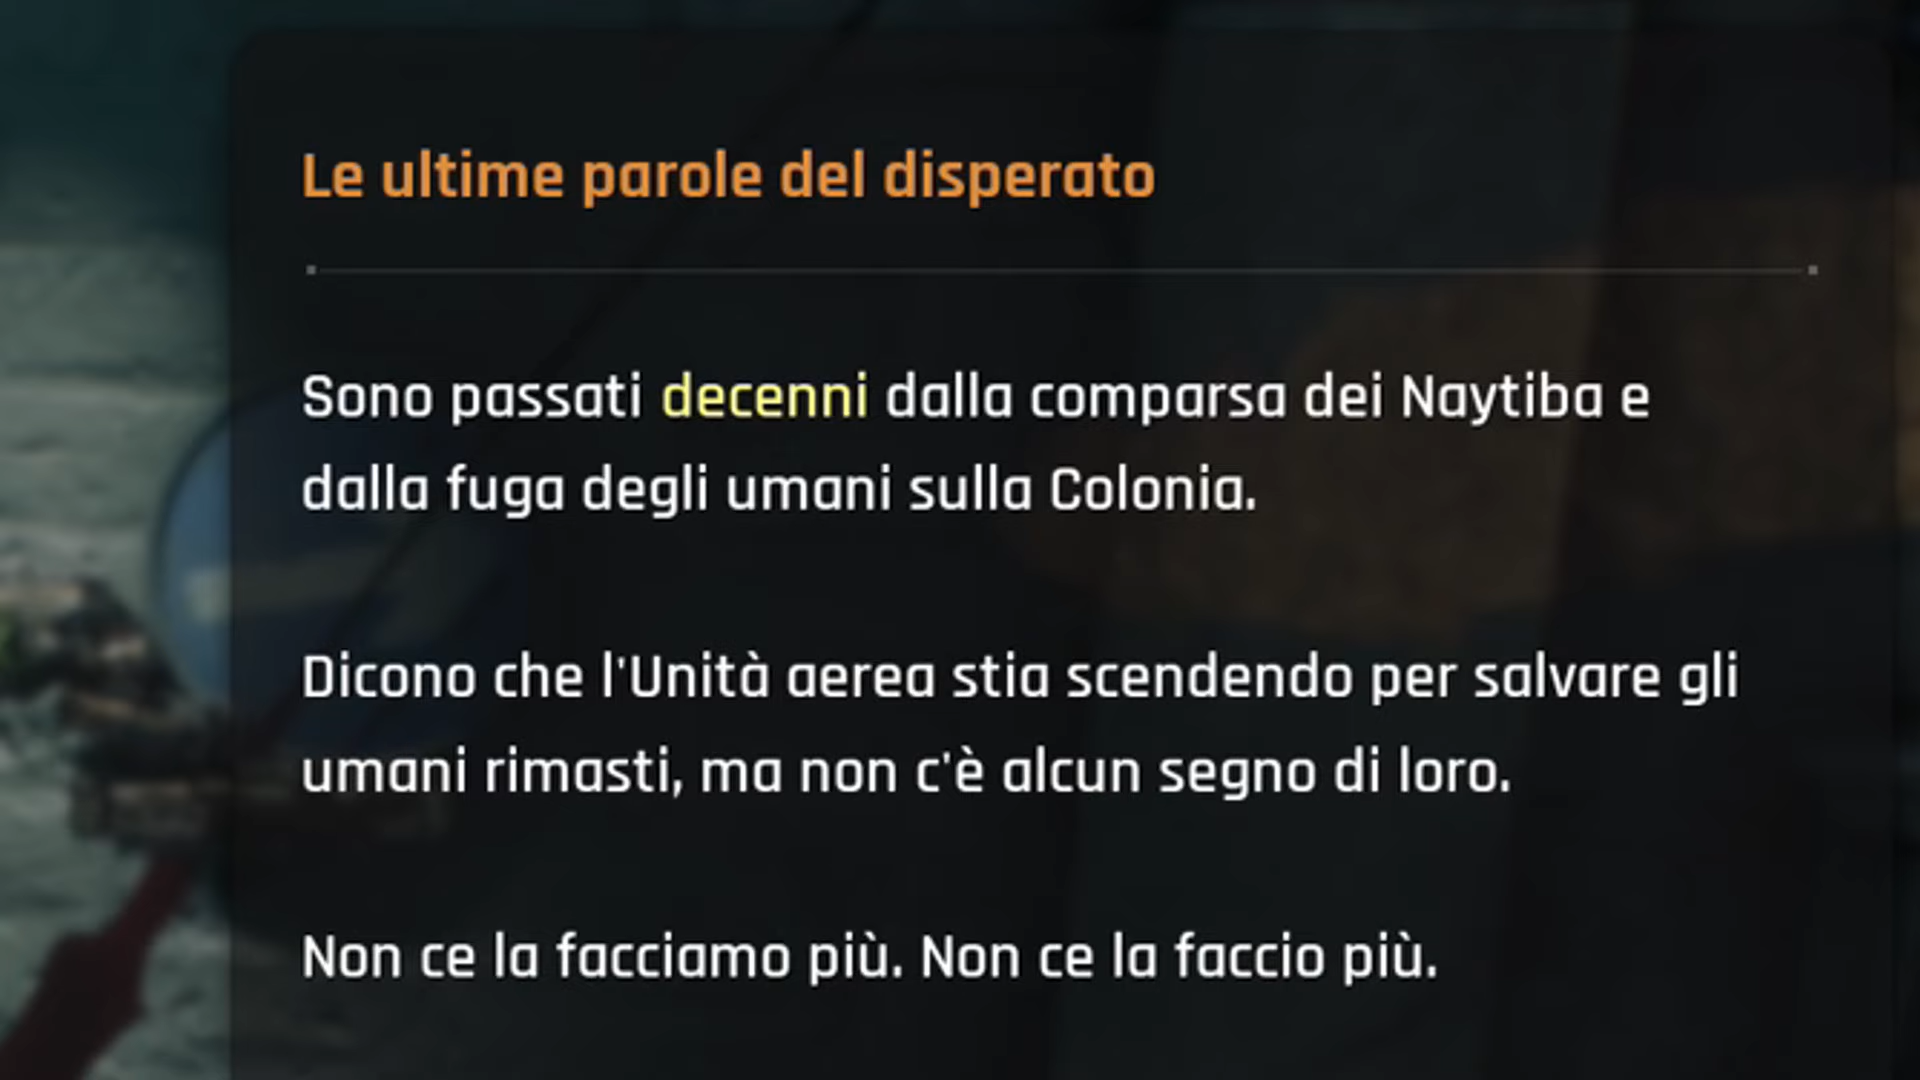 Le ultime parole del disperato
Sono passati decenni dalla comparsa dei Naytiba e
dalla fuga degli umani sulla Colonia.
Dicono che l'Unità aerea stia scendendo per salvare gli
umani rimasti, ma non c'è alcun segno di loro.
Non ce la facciamo più. Non ce la faccio più.